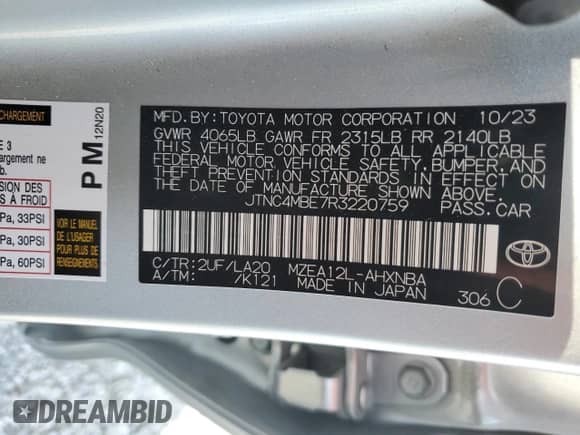 CHARGEMENT
E 3
argement ne
b.
ESSION DES
S À FROID
Pa, 33PSI
Pa, 30PSI
Pa, 60PSI
PM
12N20
VOIR LE MANUEL
DE L'USAGER
POUR PLUS DE
RENSEIGNEMENTS
MFD. BY: TOYOTA MOTOR CORPORATION 10/23
GVWR 4065LB GAWR FR 2315LB RR 2140LB
THIS VEHICLE CONFORMS TO ALL APPLICABLE
FEDERAL MOTOR VEHICLE SAFETY, BUMPER, AND
THEFT PREVENTION STANDARDS IN EFFECT ON
THE DATE OF MANUFACTURE SHOWN ABOVE.
JTNC4MBE7R3220759 PASS. CAR
TOYOTA
C/TR: 2UF/LA20 MZEA12L-AHXNBA
A/TM: /K121 MADE IN JAPAN 306 C
DREAMBID